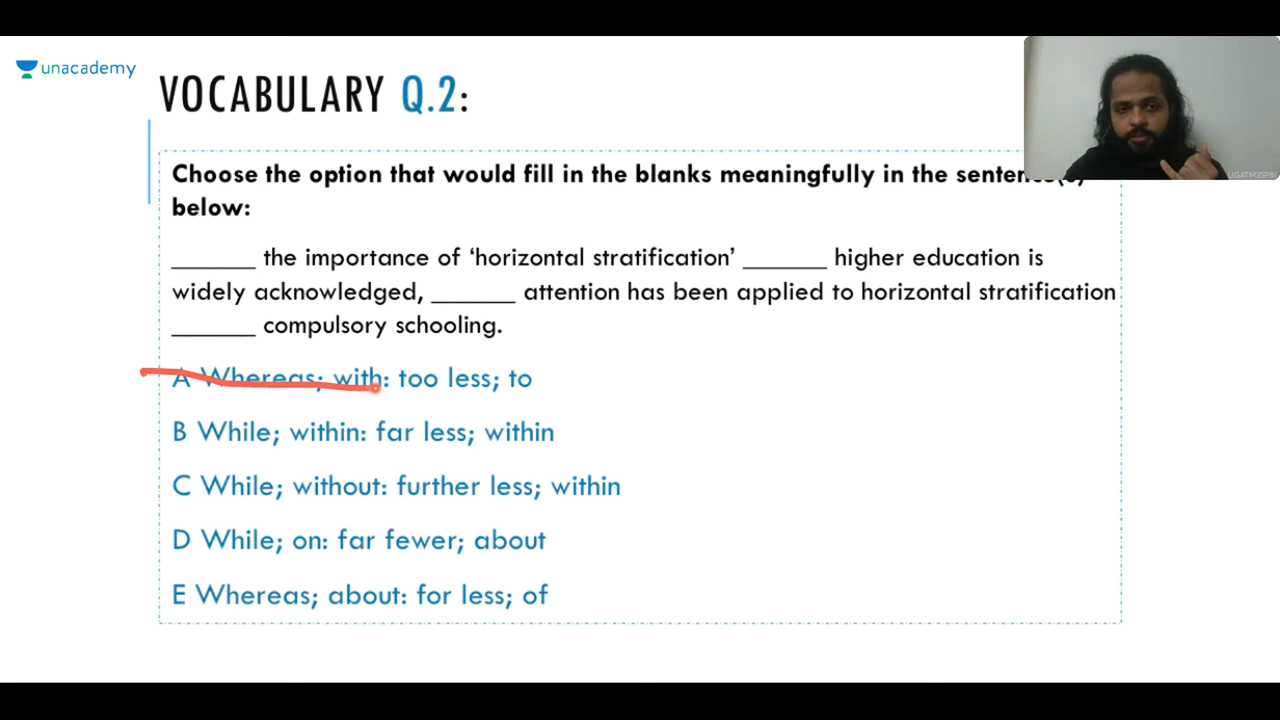 unacademy
VOCABULARY Q.2:
Choose the option that would fill in the blanks meaningfully in the
below:
_______ the importance of ‘horizontal stratification’ _______ higher education is
widely acknowledged, _______ attention has been applied to horizontal stratification
_______ compulsory schooling.
A Whereas; with: too less; to
B While; within: far less; within
C While; without: further less; within
D While; on: far fewer; about
E Whereas; about: for less; of